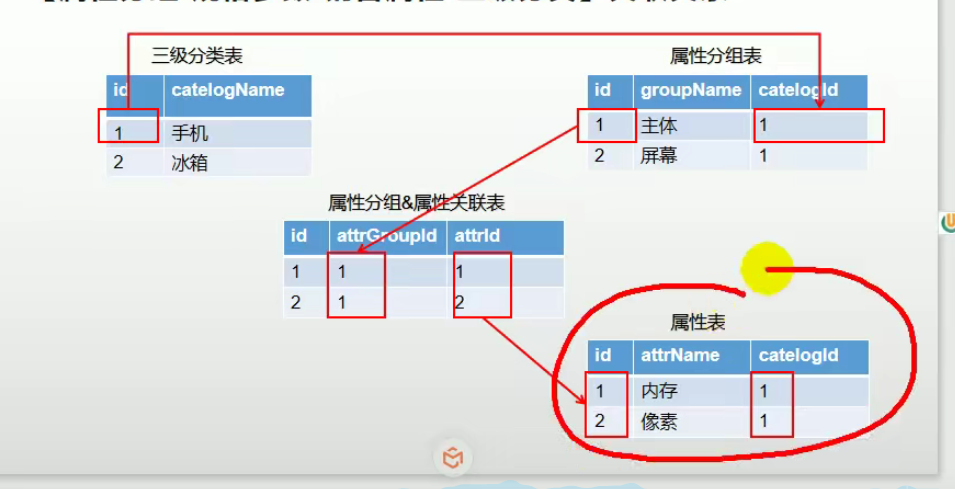 三级分类表
id catelogName
1 手机
2 冰箱
属性分组表
id groupName catelogId
1 主体 1
2 屏幕 1
属性分组&属性关联表
id attrGroupId attrId
1 1 1
2 1 2
属性表
id attrName catelogId
1 内存 1
2 像素 1